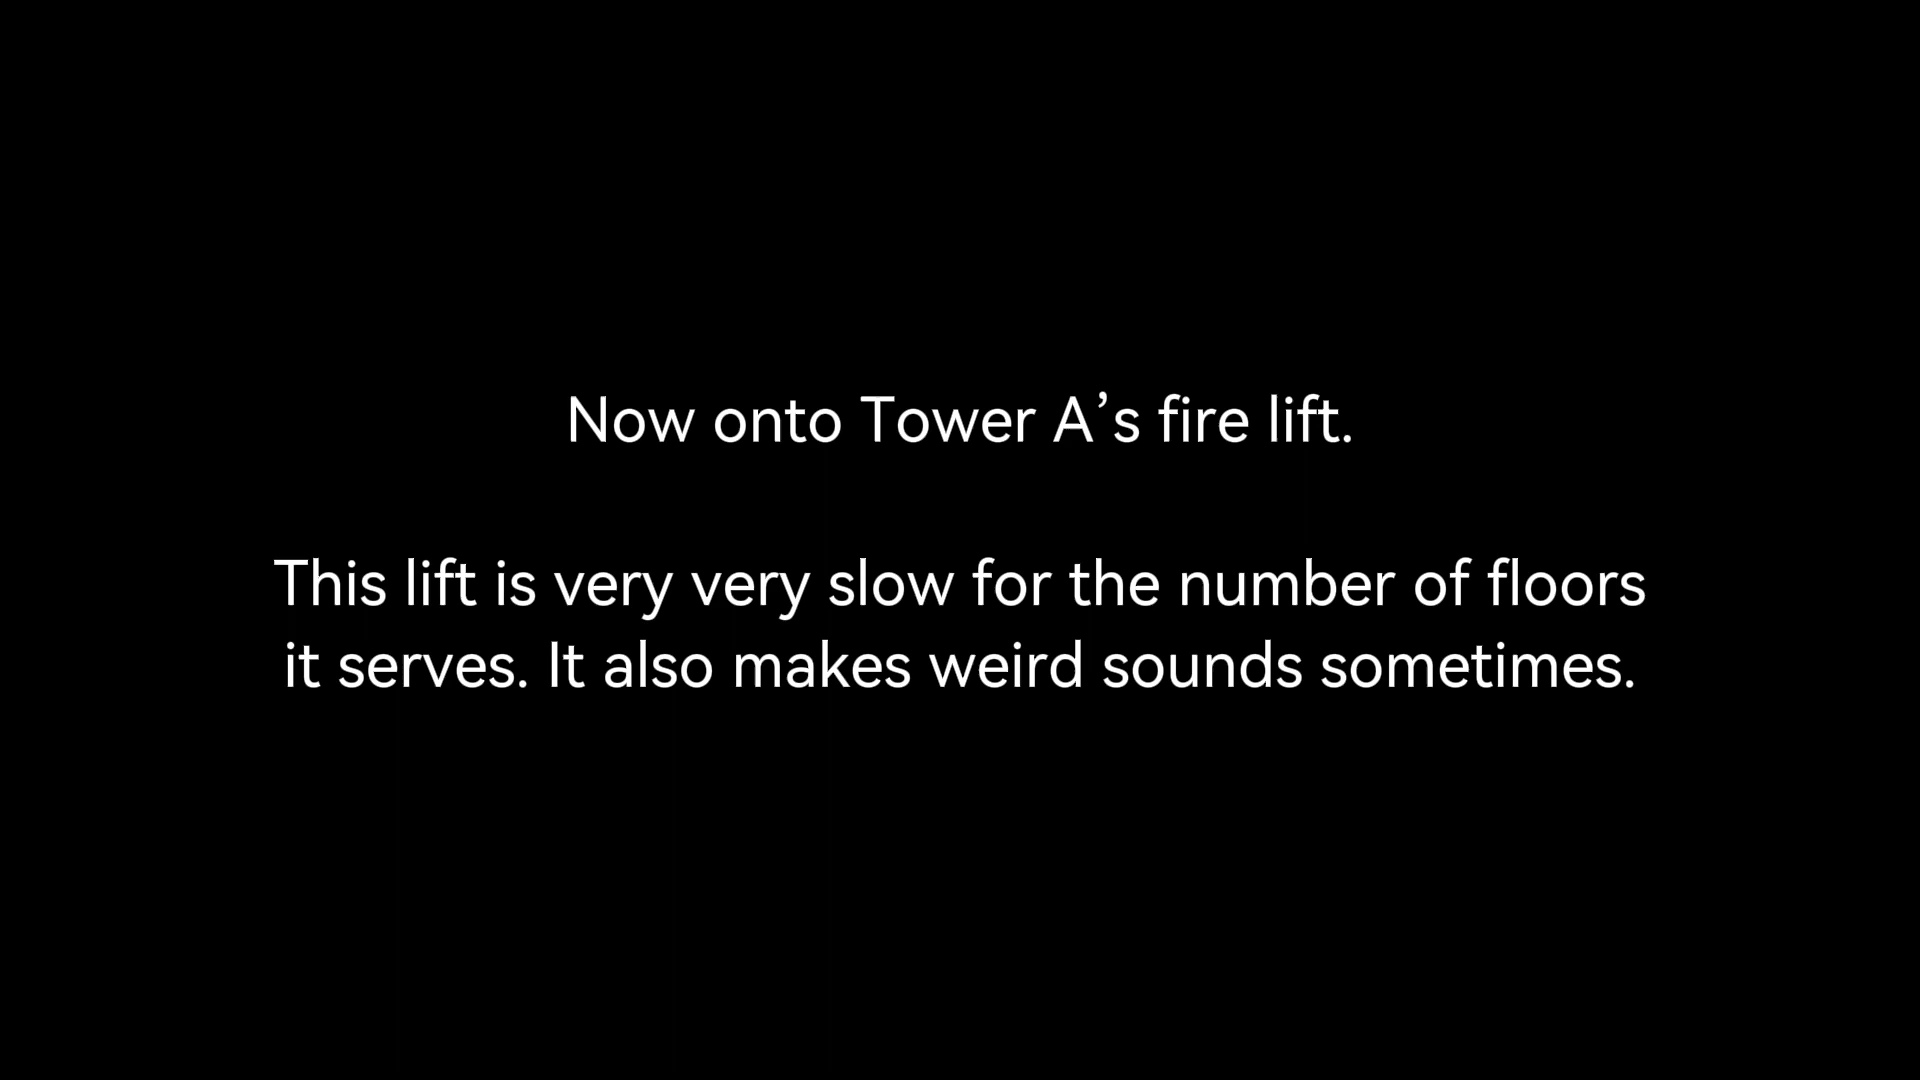 Now onto Tower A’s fire lift.
This lift is very very slow for the number of floors
it serves. It also makes weird sounds sometimes.